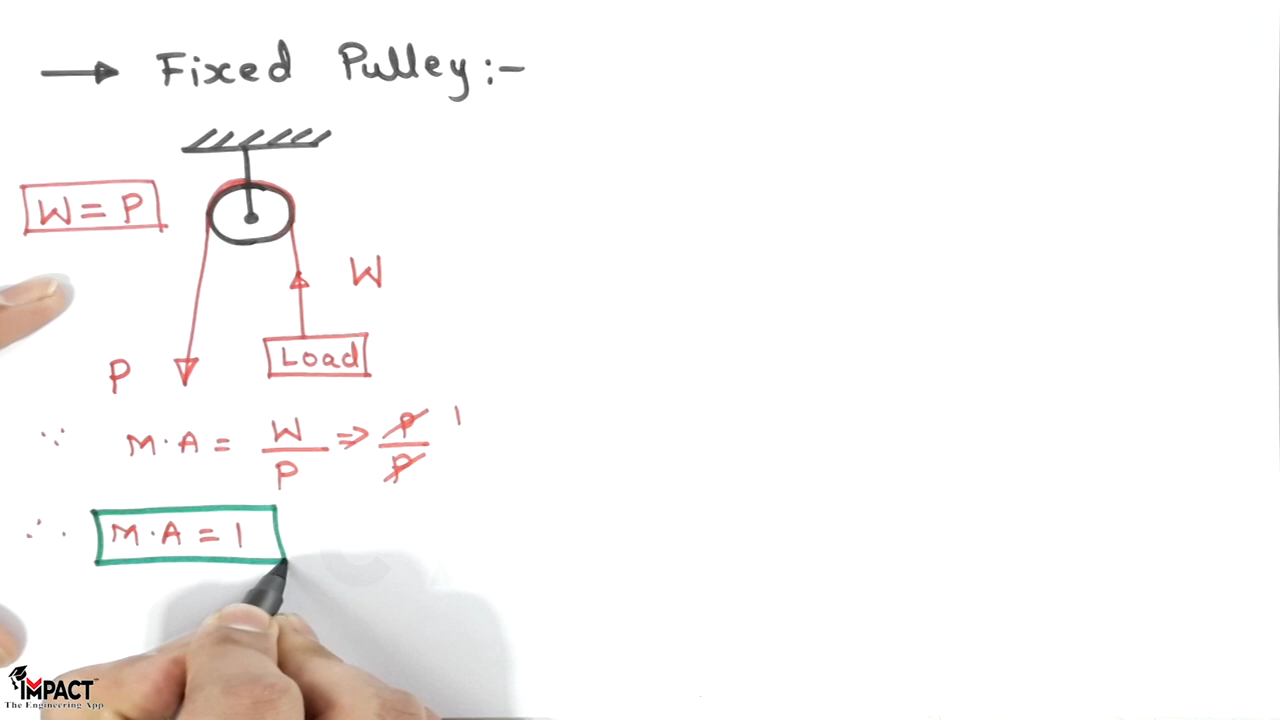 → Fixed Pulley:-
W = P
W
Load
P
∵ M·A = W/P ⇒ P/P 1
∴ M·A = 1
IMPACT
The Engineering App